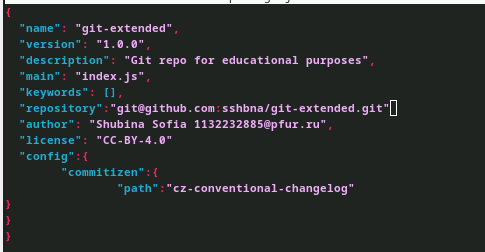 {
  "name": "git-extended",
  "version": "1.0.0",
  "description": "Git repo for educational purposes",
  "main": "index.js",
  "keywords": [],
  "repository":"git@github.com:sshbna/git-extended.git"
  "author": "Shubina Sofia 1132232885@pfur.ru",
  "license": "CC-BY-4.0"
  "config":{
        "commitizen":{
                "path":"cz-conventional-changelog"
}
}
}